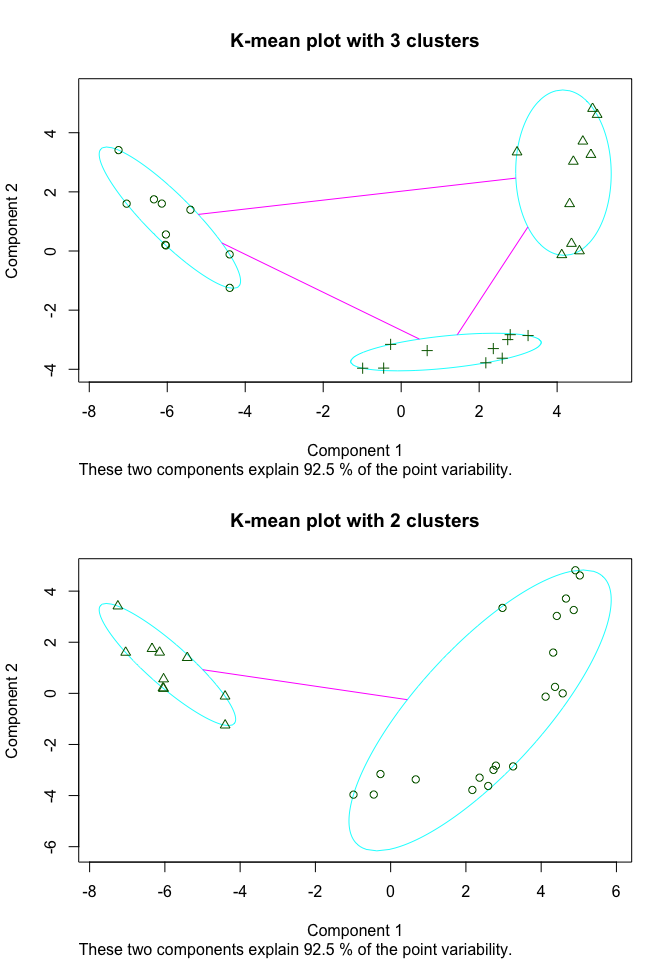 K-mean plot with 3 clusters
Component 2
4
2
0
-2
-4
-8 -6 -4 -2 0 2 4
Component 1
These two components explain 92.5 % of the point variability.
K-mean plot with 2 clusters
Component 2
4
2
0
-2
-4
-6
-8 -6 -4 -2 0 2 4 6
Component 1
These two components explain 92.5 % of the point variability.